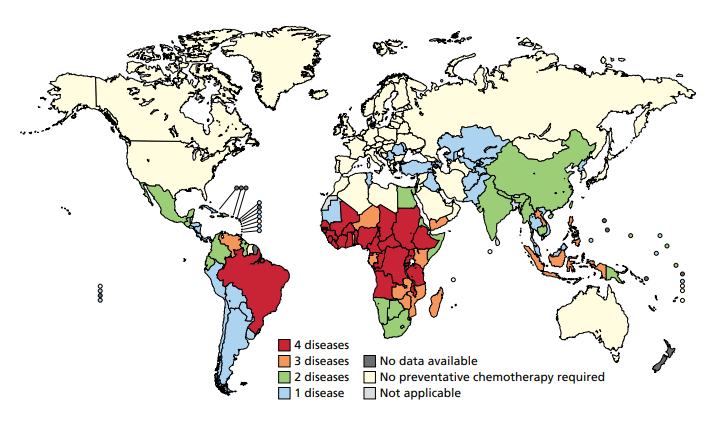 4 diseases
3 diseases
2 diseases
1 disease
No data available
No preventative chemotherapy required
Not applicable